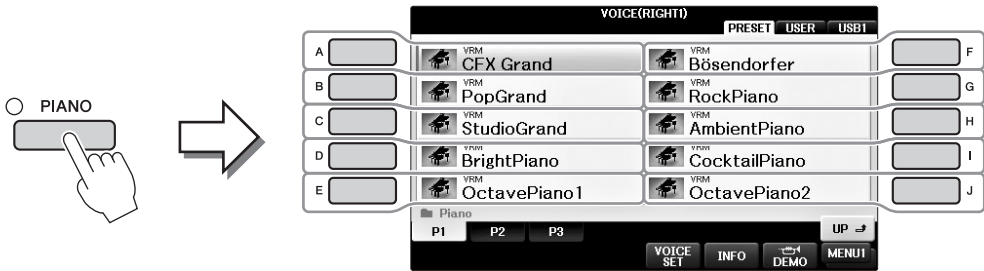 PIANO
VOICE(RIGHT1)
PRESET USER USB1
A VRM CFX Grand VRM Bösendorfer F
B VRM PopGrand VRM RockPiano G
C VRM StudioGrand VRM AmbientPiano H
D VRM BrightPiano VRM CocktailPiano I
E VRM OctavePiano1 VRM OctavePiano2 J
Piano
P1 P2 P3 UP
VOICE SET INFO DEMO MENU1